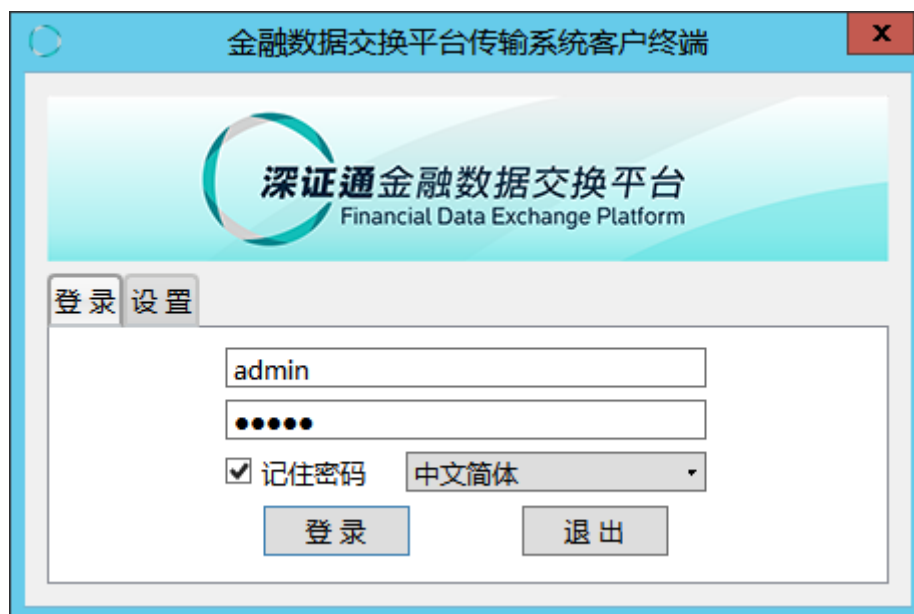 金融数据交换平台传输系统客户终端
x
深证通金融数据交换平台
Financial Data Exchange Platform
登 录 设 置
admin
●●●●●
记住密码 中文简体
登 录 退 出